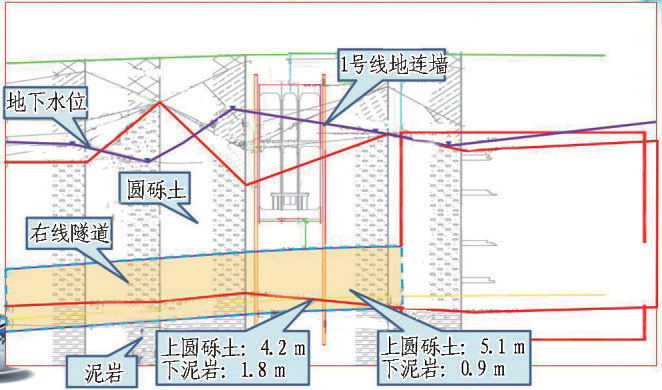 1号线地连墙
地下水位
圆砾土
右线隧道
泥岩
上圆砾土: 4.2 m
下泥岩: 1.8 m
上圆砾土: 5.1 m
下泥岩: 0.9 m